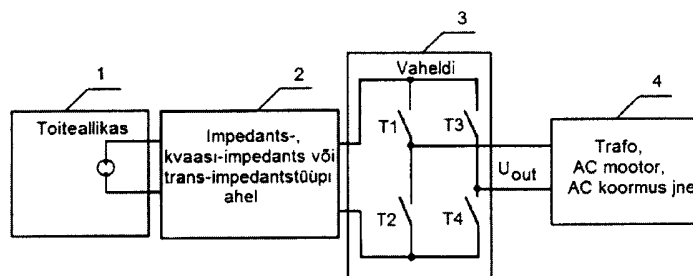 1
2
3
4
Toiteallikas
Impedants-,
kvaasi-impedants või
trans-impedantstüüpi
ahel
Vaheldi
T1
T3
T2
T4
U_out
Trafo,
AC mootor,
AC koormus jne